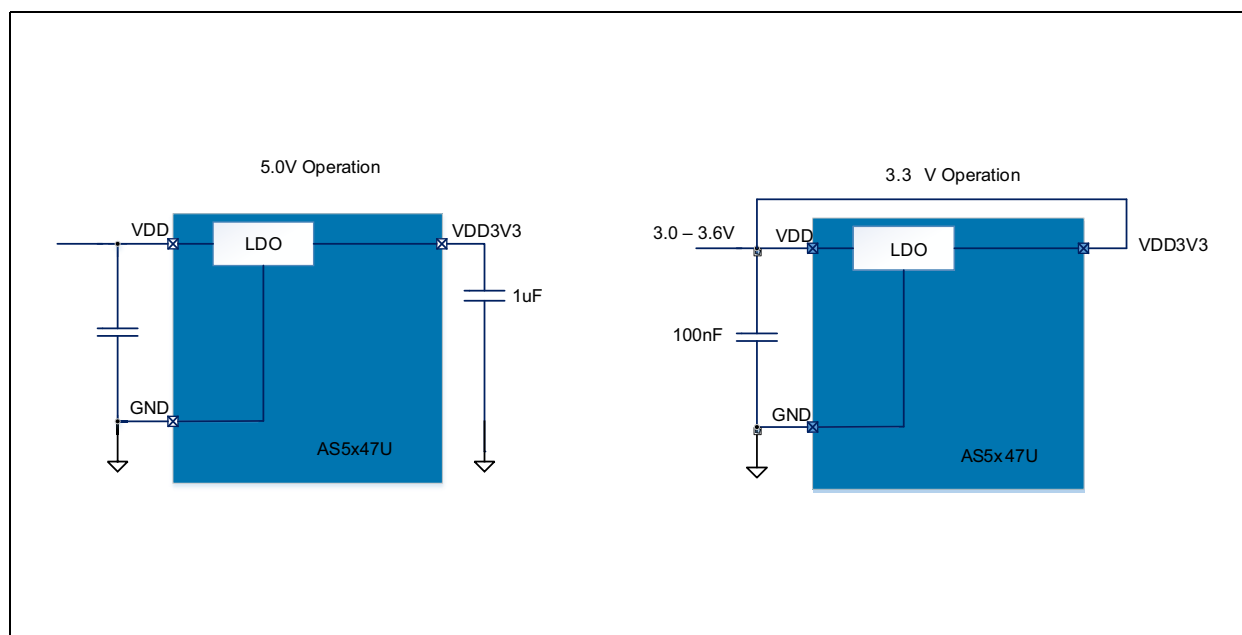 5.0V Operation
VDD
LDO
VDD3V3
1uF
GND
AS5x47U
3.3 V Operation
3.0 – 3.6V
VDD
LDO
VDD3V3
100nF
GND
AS5x47U